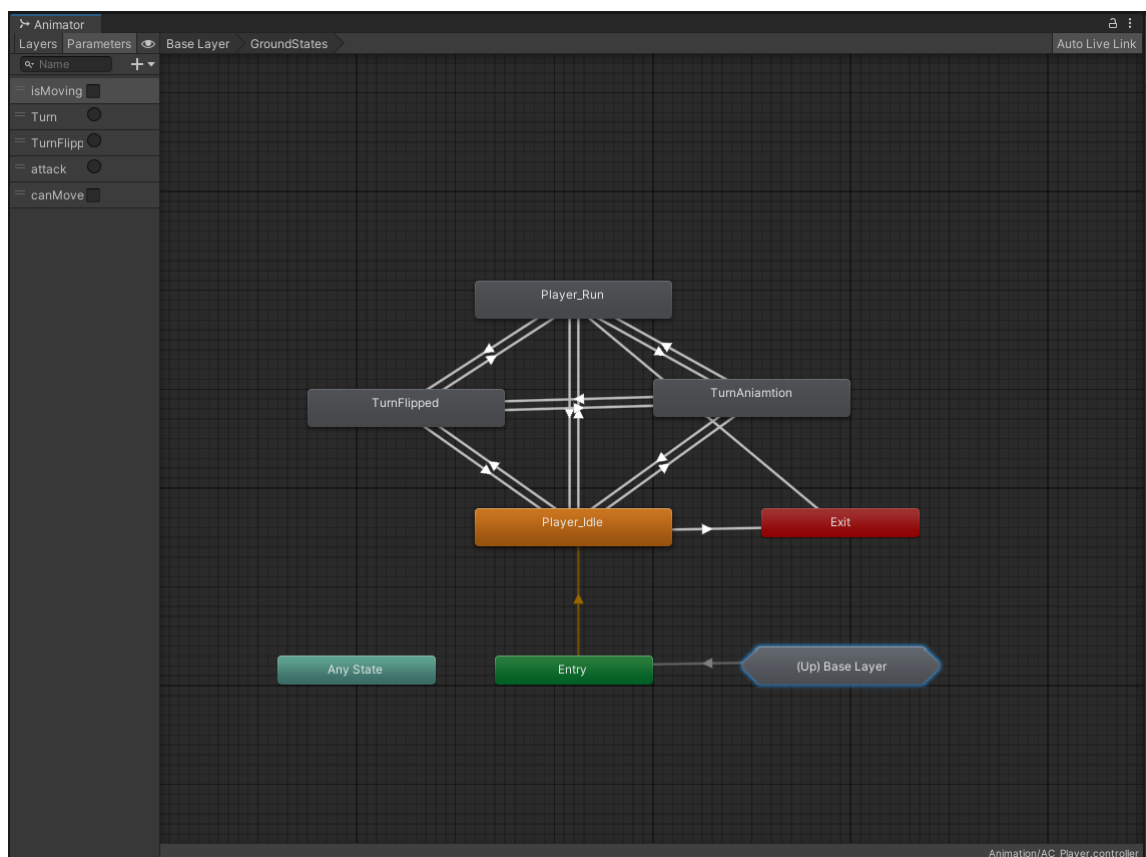 Animator
Layers Parameters Base Layer GroundStates Auto Live Link
Name
isMoving
Turn
TurnFlipp
attack
canMove
Player_Run
TurnFlipped
TurnAniamtion
Player_Idle
Exit
Any State
Entry
(Up) Base Layer
Animation/AC_Player.controller